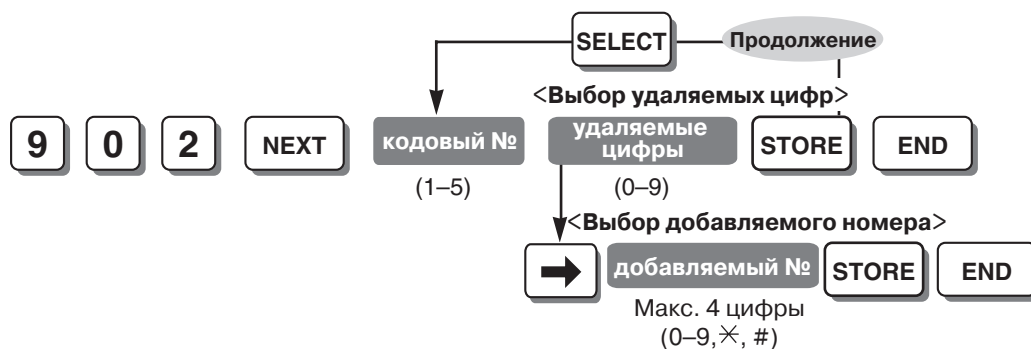 SELECT Продолжение
<Выбор удаляемых цифр>
9 0 2 NEXT кодовый № удаляемые цифры STORE END
(1–5) (0–9)
<Выбор добавляемого номера>
➡ добавляемый № STORE END
Макс. 4 цифры
(0–9,✕, #)